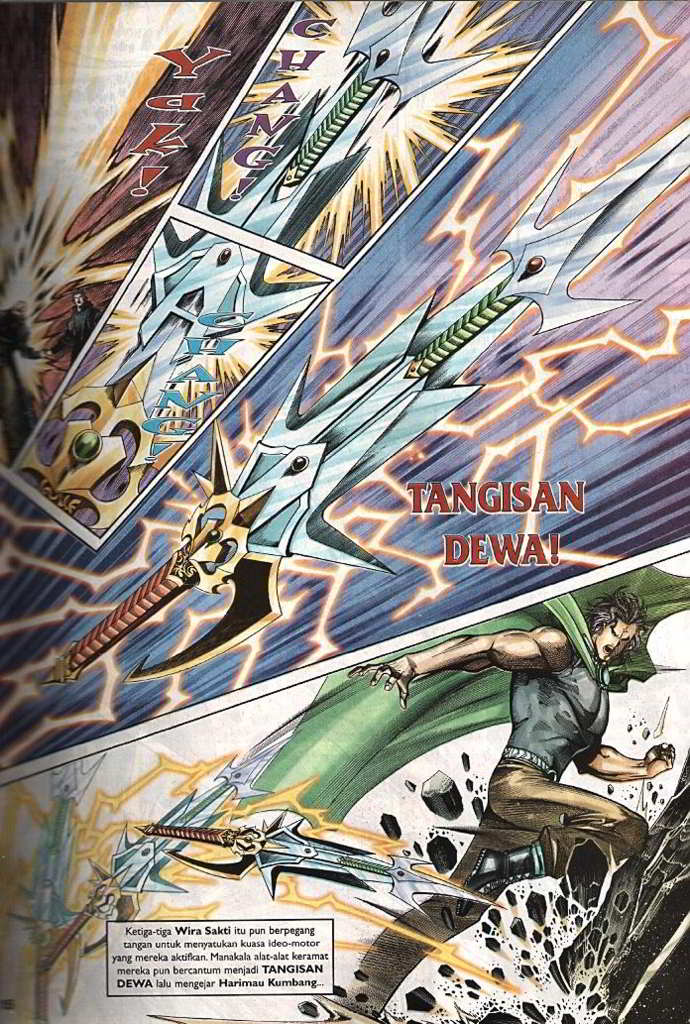 YAK!
CHANG!
CHANG!
TANGISAN
DEWA!
Ketiga-tiga Wira Sakti itu pun berpegang
tangan untuk menyatukan kuasa ideo-motor
yang mereka aktifkan. Manakala alat-alat keramat
mereka pun bercantum menjadi TANGISAN
DEWA lalu mengejar Harimau Kumbang...